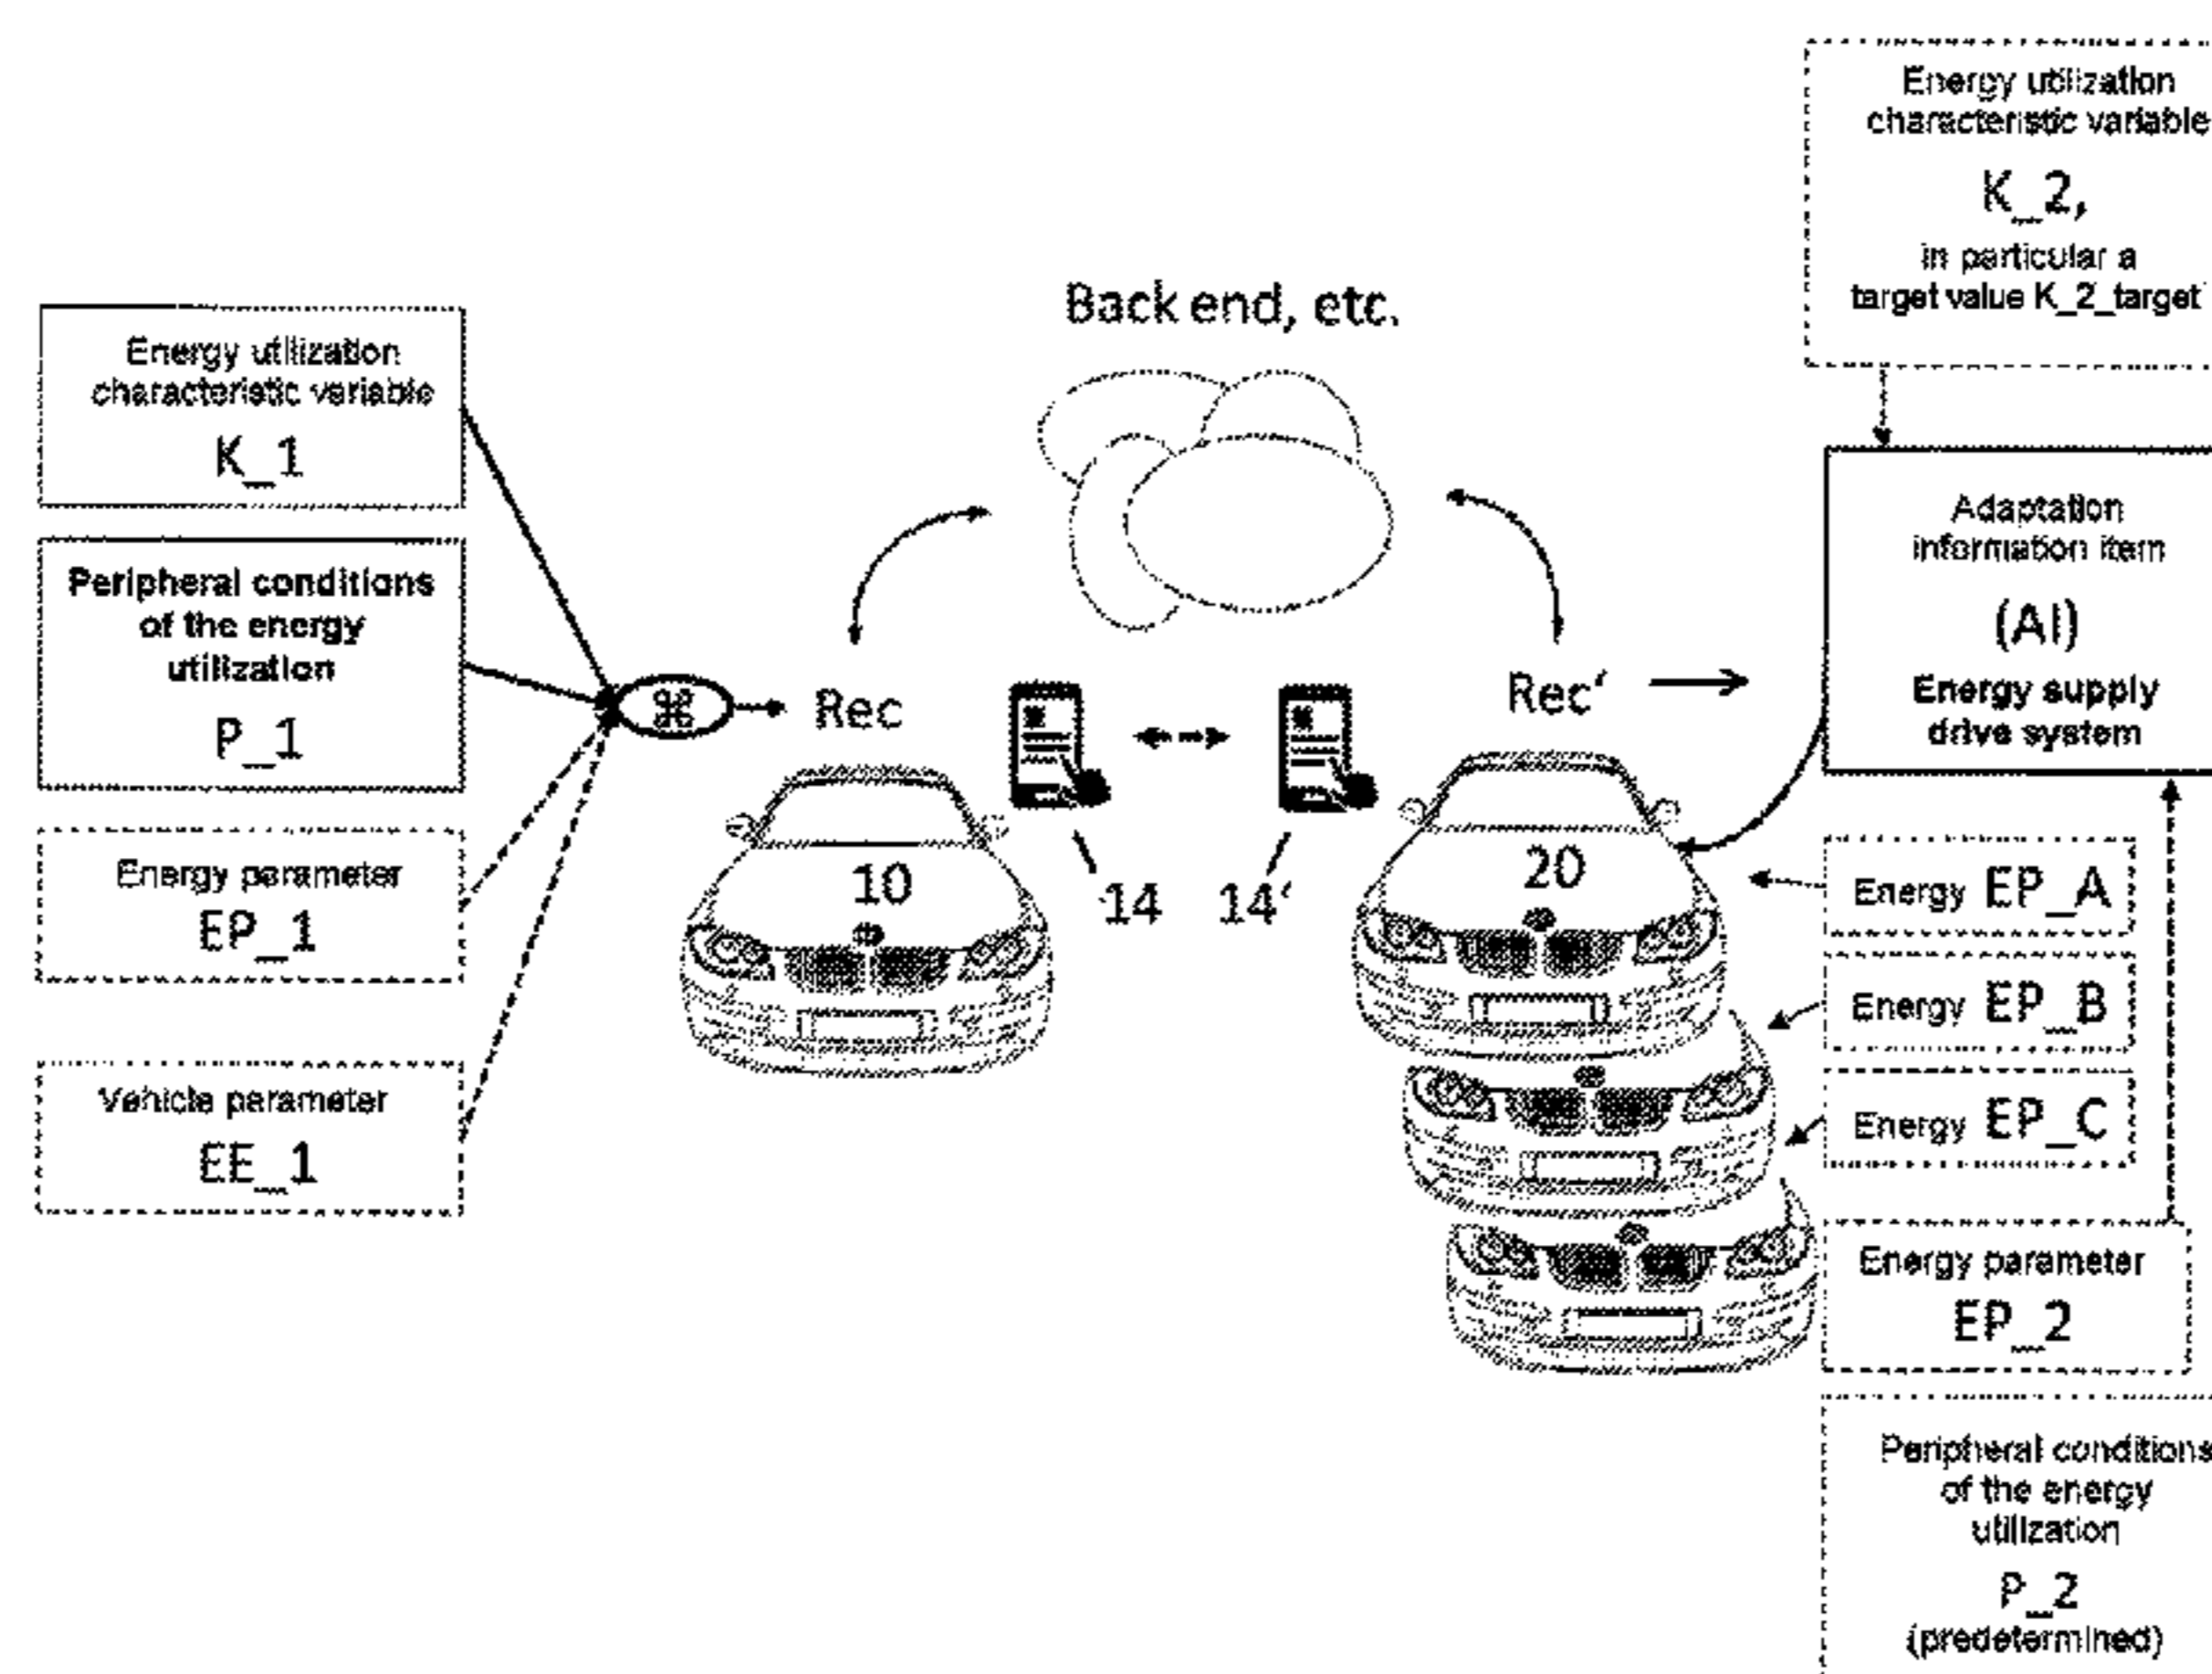 Energy utilization
characteristic variable
K_2,
in particular a
target value K_2_target
Back end, etc.
Energy utilization
characteristic variable
K_1
Peripheral conditions
of the energy
utilization
P_1
Energy parameter
EP_1
Vehicle parameter
EE_1
⌘
Rec
10
14
14‘
Rec‘
20
Adaptation
information item
(AI)
Energy supply
drive system
Energy EP_A
Energy EP_B
Energy EP_C
Energy parameter
EP_2
Peripheral conditions
of the energy
utilization
P_2
(predetermined)